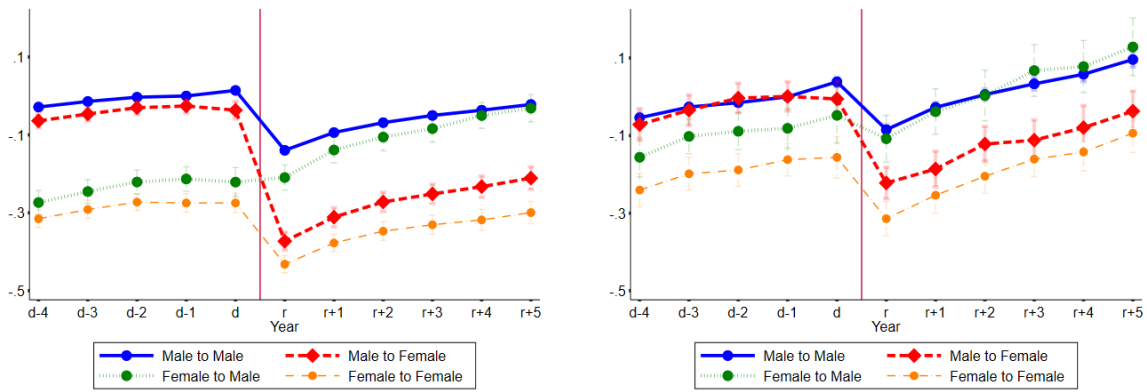 .1
-.1
-.3
-.5
d-4 d-3 d-2 d-1 d r r+1 r+2 r+3 r+4 r+5
Year
Male to Male Male to Female
Female to Male Female to Female
.1
-.1
-.3
-.5
d-4 d-3 d-2 d-1 d r r+1 r+2 r+3 r+4 r+5
Year
Male to Male Male to Female
Female to Male Female to Female